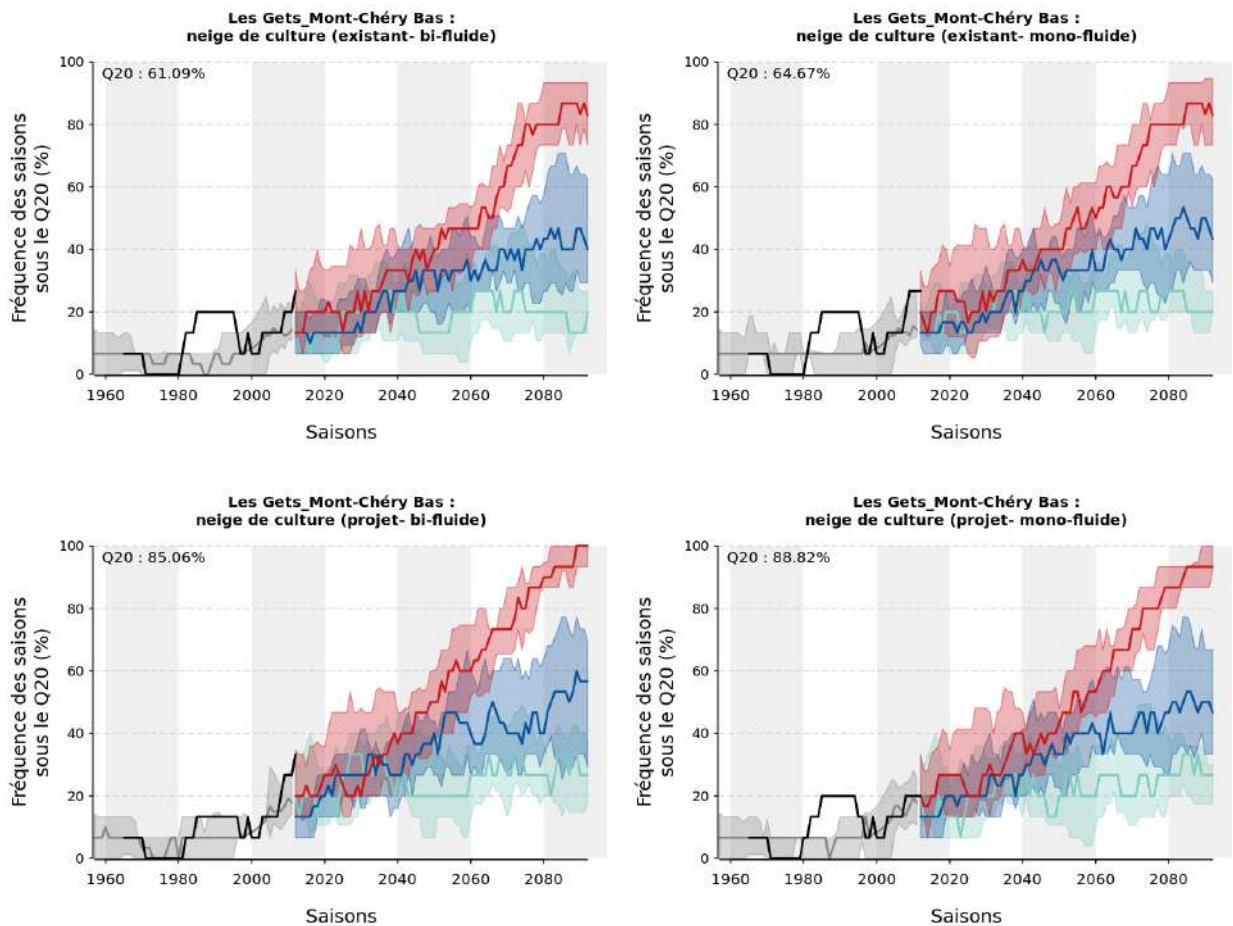 Les Gets_Mont-Chéry Bas :
neige de culture (existant- bi-fluide)
Q20 : 61.09%
100
80
60
40
20
0
Fréquence des saisons
sous le Q20 (%)
1960 1980 2000 2020 2040 2060 2080
Saisons
Les Gets_Mont-Chéry Bas :
neige de culture (existant- mono-fluide)
Q20 : 64.67%
100
80
60
40
20
0
Fréquence des saisons
sous le Q20 (%)
1960 1980 2000 2020 2040 2060 2080
Saisons
Les Gets_Mont-Chéry Bas :
neige de culture (projet- bi-fluide)
Q20 : 85.06%
100
80
60
40
20
0
Fréquence des saisons
sous le Q20 (%)
1960 1980 2000 2020 2040 2060 2080
Saisons
Les Gets_Mont-Chéry Bas :
neige de culture (projet- mono-fluide)
Q20 : 88.82%
100
80
60
40
20
0
Fréquence des saisons
sous le Q20 (%)
1960 1980 2000 2020 2040 2060 2080
Saisons